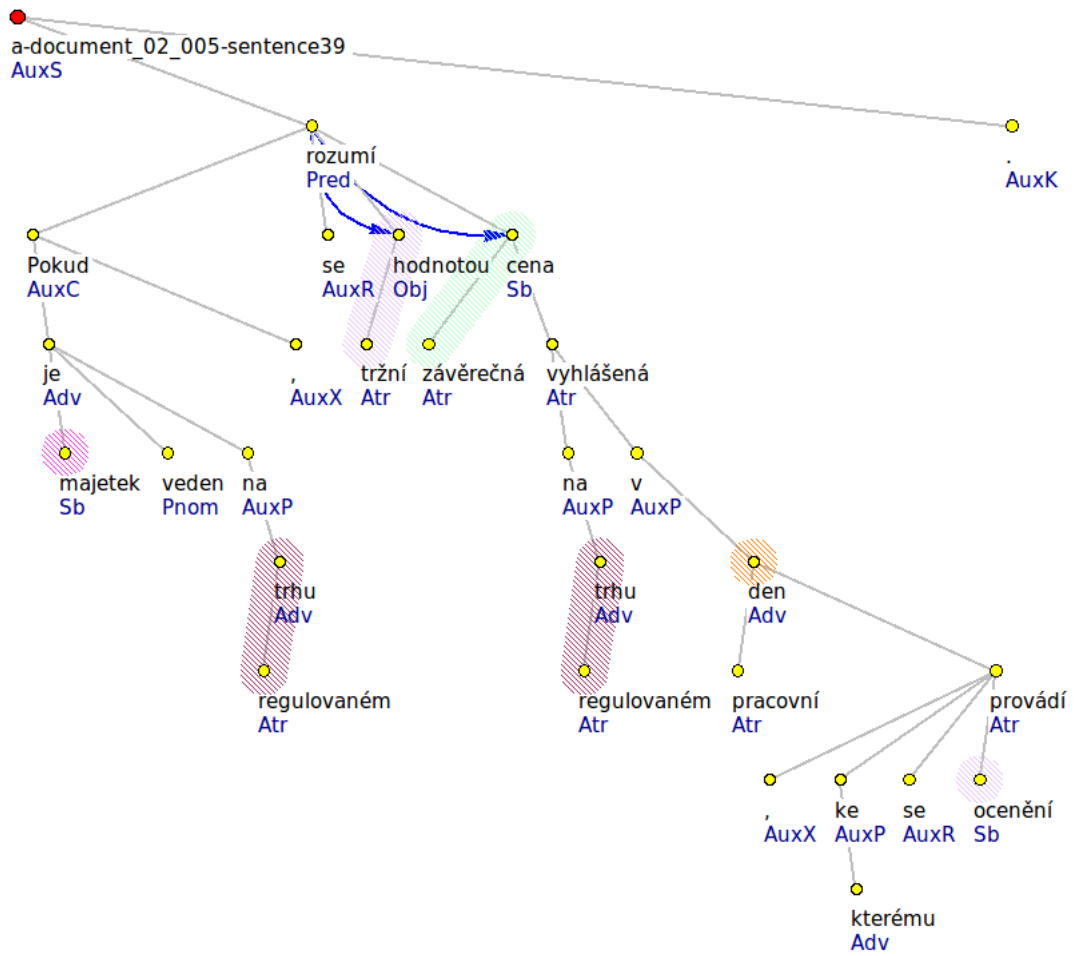 a-document_02_005-sentence39
AuxS
rozumí
Pred
.
AuxK
Pokud
AuxC
se
AuxR
hodnotou
Obj
cena
Sb
je
Adv
,
AuxX
tržní
Atr
závěrečná
Atr
vyhlášená
Atr
majetek
Sb
veden
Pnom
na
AuxP
na
AuxP
v
AuxP
trhu
Adv
trhu
Adv
den
Adv
regulovaném
Atr
regulovaném
Atr
pracovní
Atr
provádí
Atr
,
AuxX
ke
AuxP
se
AuxR
ocenění
Sb
kterému
Adv